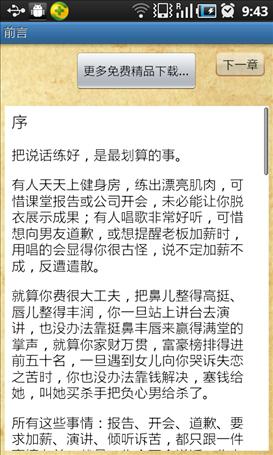 9:43
前言
更多免费精品下载...
下一章
序
把说话练好，是最划算的事。
有人天天上健身房，练出漂亮肌肉，可
惜课堂报告或公司开会，未必能让你脱
衣展示成果；有人唱歌非常好听，可惜
想向男友道歉，或想提醒老板加薪时，
用唱的会显得你很古怪，说不定加薪不
成，反遭遣散。
就算你费很大工夫，把鼻儿整得高挺、
唇儿整得丰润，你一旦站上讲台去演
讲，也没办法靠挺鼻丰唇来赢得满堂的
掌声，就算你家财万贯，富豪榜排得进
前五十名，一旦遇到女儿向你哭诉失恋
之苦时，你也没办法靠钱解决，塞钱给
她，叫她买杀手把负心男给杀了。
所有这些事情：报告、开会、道歉、要
求加薪、演讲、倾听诉苦，都只跟一件